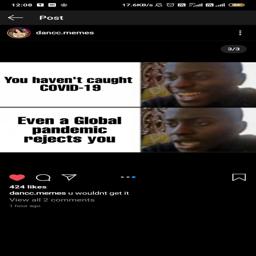 12:08 17.6KB/s
Post
dancc.memes
3/3
You haven't caught
COVID-19
Even a Global
pandemic
rejects you
424 likes
dancc.memes u wouldnt get it
View all 2 comments
1 hour ago